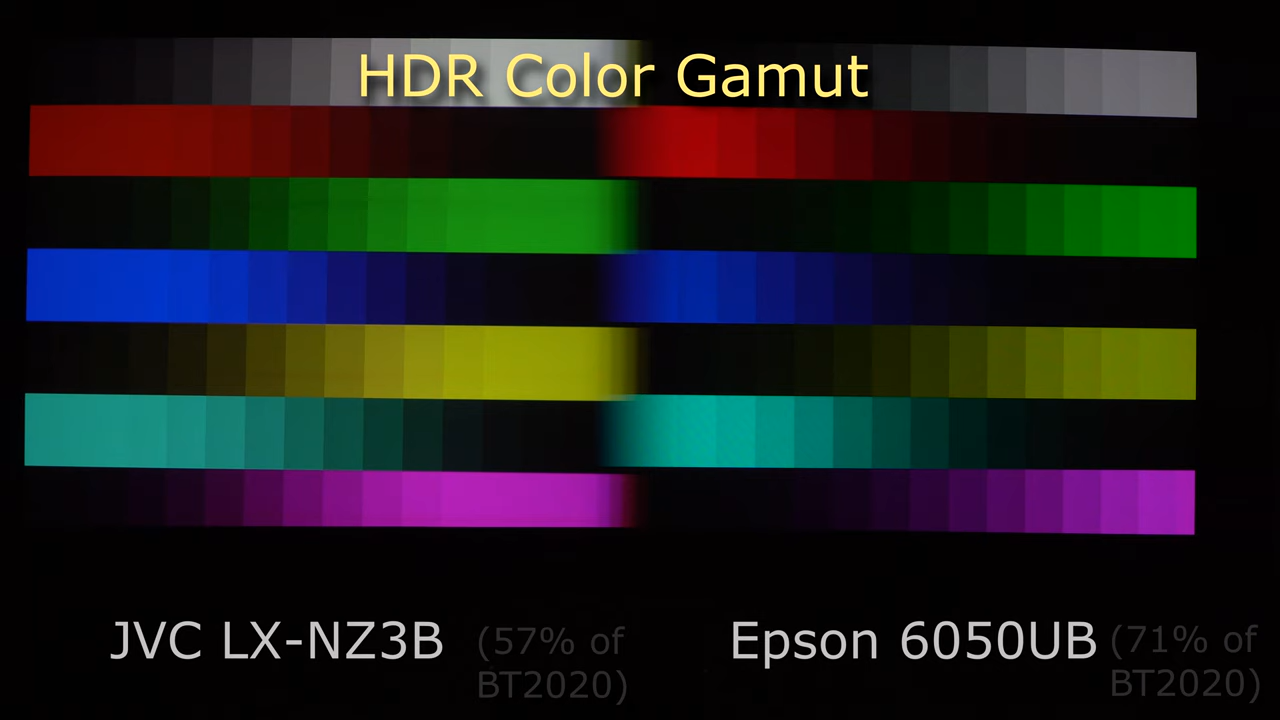 HDR Color Gamut
JVC LX-NZ3B (57% of
BT2020)
Epson 6050UB (71% of
BT2020)